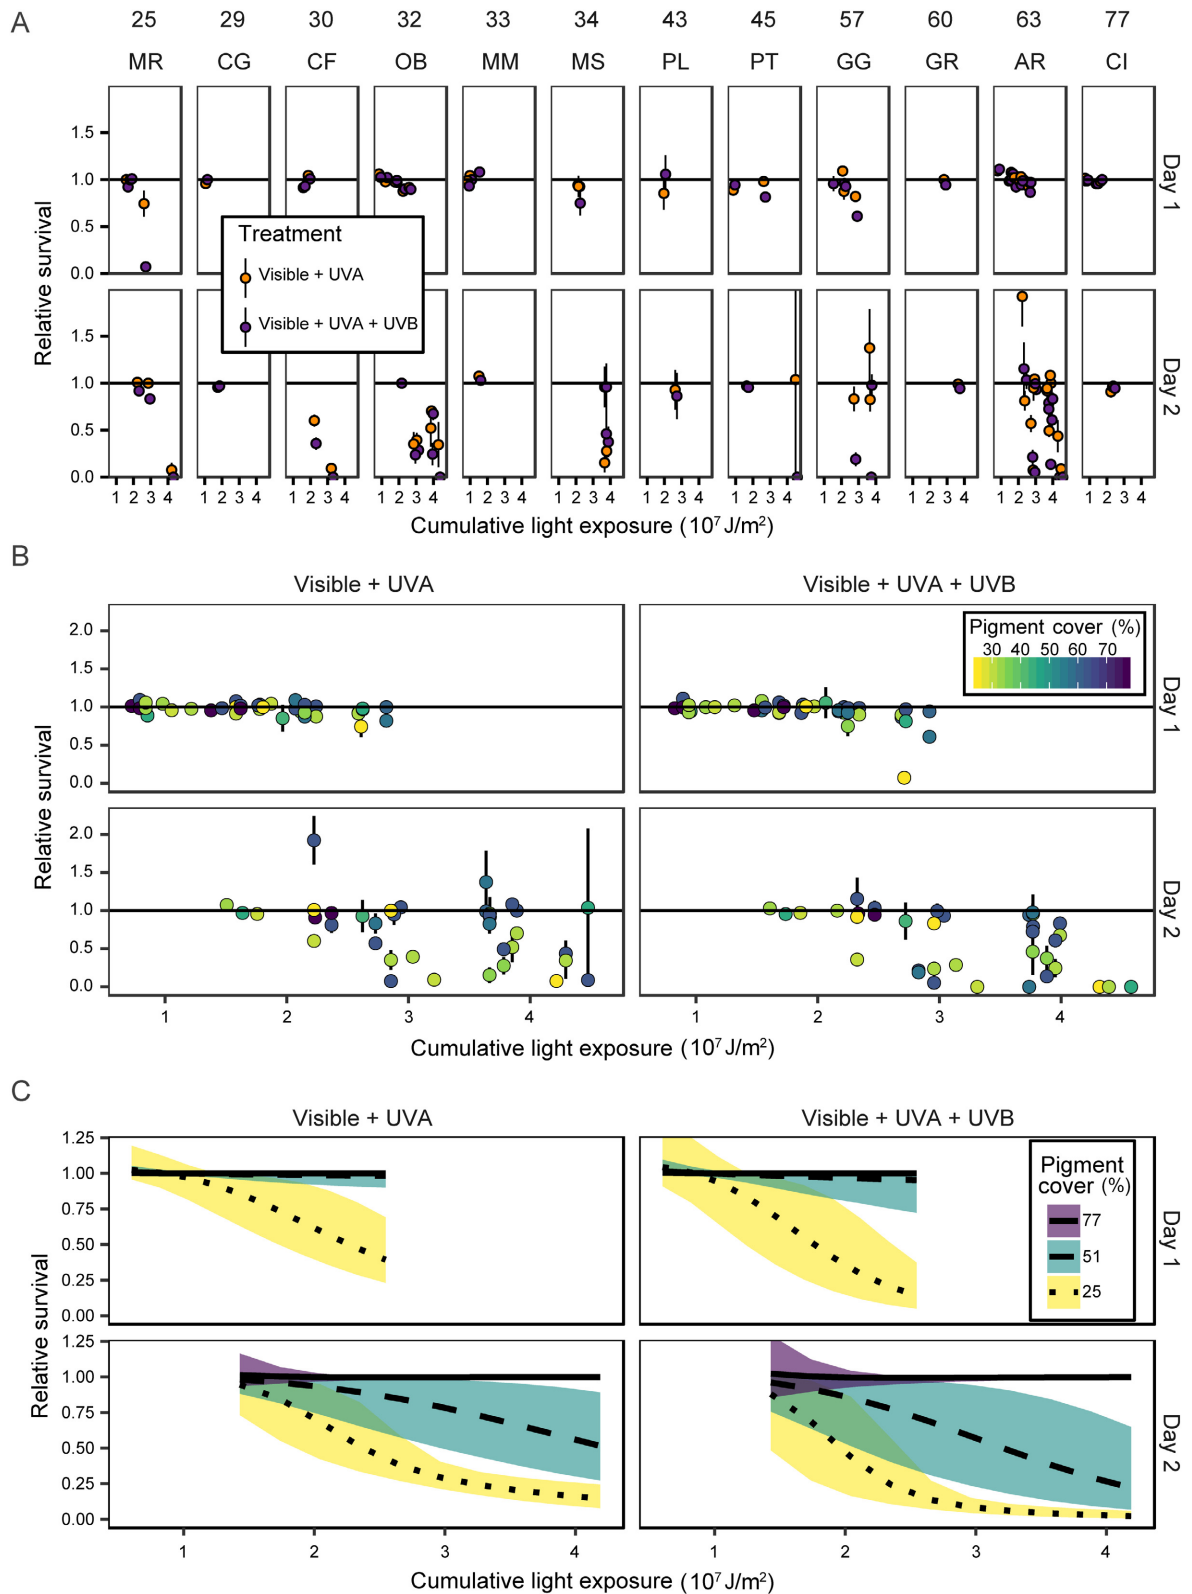 A
25 29 30 32 33 34 43 45 57 60 63 77
MR CG CF OB MM MS PL PT GG GR AR CI
1.5
1.0
0.5
0.0
Day 1
Treatment
Visible + UVA
Visible + UVA + UVB
Relative survival
1.5
1.0
0.5
0.0
Day 2
1 2 3 4 1 2 3 4 1 2 3 4 1 2 3 4 1 2 3 4 1 2 3 4 1 2 3 4 1 2 3 4 1 2 3 4 1 2 3 4 1 2 3 4 1 2 3 4
Cumulative light exposure (10⁷ J/m²)
B
Visible + UVA Visible + UVA + UVB
Pigment cover (%)
30 40 50 60 70
2.0
1.5
1.0
0.5
0.0
Relative survival
Day 1
2.0
1.5
1.0
0.5
0.0
Relative survival
Day 2
1 2 3 4 1 2 3 4
Cumulative light exposure (10⁷ J/m²)
C
Visible + UVA Visible + UVA + UVB
1.25
1.00
0.75
0.50
0.25
0.00
Pigment
cover (%)
77
51
25
Day 1
Relative survival
1.25
1.00
0.75
0.50
0.25
0.00
Day 2
1 2 3 4 1 2 3 4
Cumulative light exposure (10⁷ J/m²)